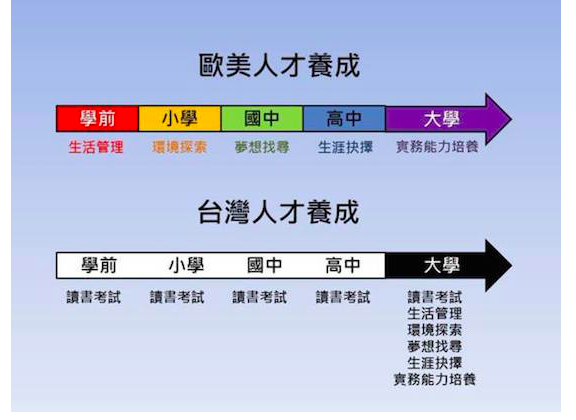 歐美人才養成
學前 小學 國中 高中 大學
生活管理 環境探索 夢想找尋 生涯抉擇 實務能力培養
台灣人才養成
學前 小學 國中 高中 大學
讀書考試 讀書考試 讀書考試 讀書考試 讀書考試
生活管理
環境探索
夢想找尋
生涯抉擇
實務能力培養